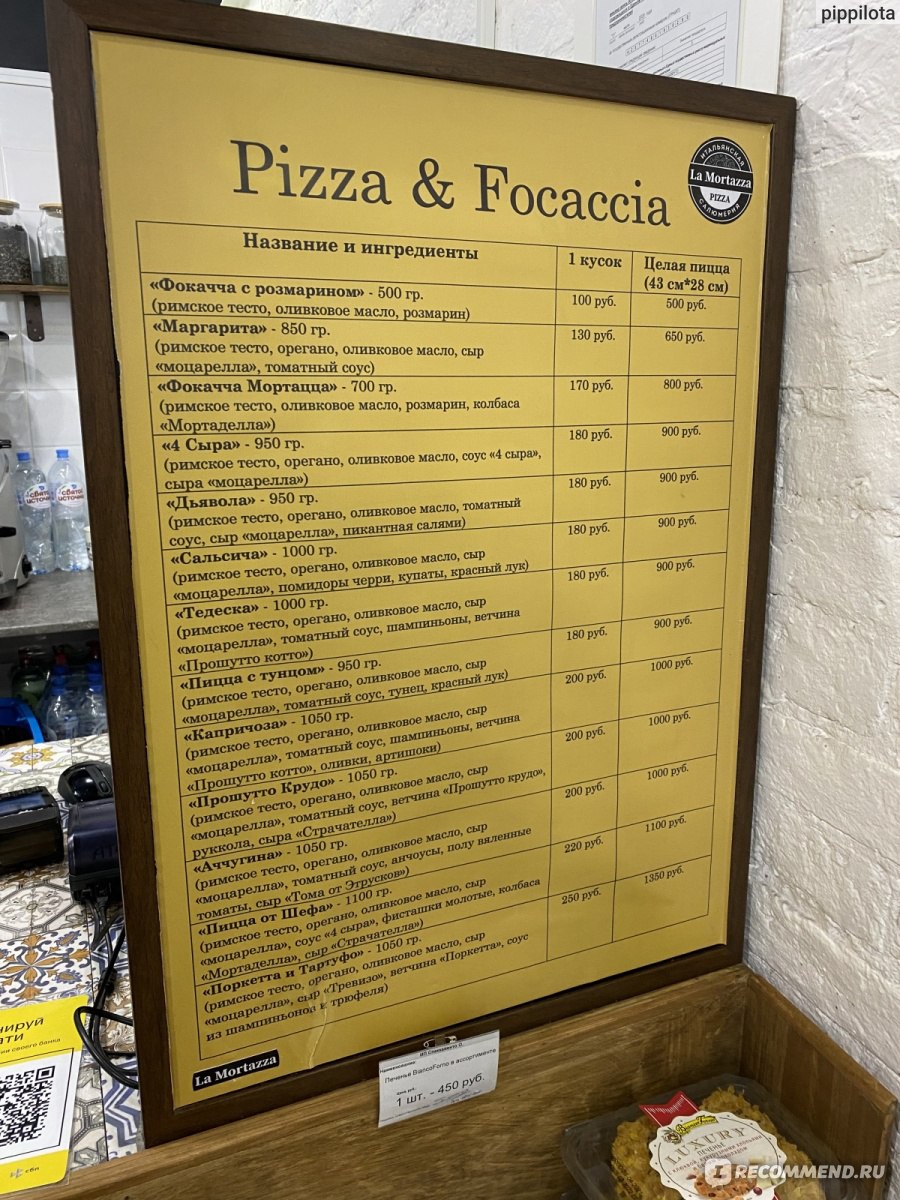 pippilota
Pizza & Focaccia
ИТАЛЬЯНСКАЯ
La Mortazza
PIZZA
САЛЮМЕРИЯ
Название и ингредиенты
1 кусок
Целая пицца
(43 см*28 см)
«Фокачча с розмарином» - 500 гр.
(римское тесто, оливковое масло, розмарин)
100 руб.
500 руб.
«Маргарита» - 850 гр.
(римское тесто, орегано, оливковое масло, сыр
«моцарелла», томатный соус)
130 руб.
650 руб.
«Фокачча Мортацца» - 700 гр.
(римское тесто, оливковое масло, розмарин, колбаса
«Мортаделла»)
170 руб.
800 руб.
«4 Сыра» - 950 гр.
(римское тесто, орегано, оливковое масло, соус «4 сыра»,
сыра «моцарелла»)
180 руб.
900 руб.
«Дьявола» - 950 гр.
(римское тесто, орегано, оливковое масло, томатный
соус, сыр «моцарелла», пикантная салями)
180 руб.
900 руб.
«Сальсича» - 1000 гр.
(римское тесто, орегано, оливковое масло, сыр
«моцарелла», помидоры черри, купаты, красный лук)
180 руб.
900 руб.
«Тедеска» - 1000 гр.
(римское тесто, орегано, оливковое масло, сыр
«моцарелла», томатный соус, шампиньоны, ветчина
«Прошутто котто»)
180 руб.
900 руб.
«Пицца с тунцом» - 950 гр.
(римское тесто, орегано, оливковое масло, сыр
«моцарелла», томатный соус, тунец, красный лук)
180 руб.
900 руб.
«Капричоза» - 1050 гр.
(римское тесто, орегано, оливковое масло, сыр
«моцарелла», томатный соус, шампиньоны, ветчина
«Прошутто котто», оливки, артишоки)
200 руб.
1000 руб.
«Прошутто Крудо» - 1050 гр.
(римское тесто, орегано, оливковое масло, сыр
«моцарелла», томатный соус, ветчина «Прошутто крудо»,
руккола, сыра «Страчателла»)
200 руб.
1000 руб.
«Аччугина» - 1050 гр.
(римское тесто, орегано, оливковое масло, сыр
«моцарелла», томатный соус, анчоусы, полу вяленные
томаты, сыр «Тома от Этрусков»)
200 руб.
1000 руб.
«Пицца от Шефа» - 1100 гр.
(римское тесто, орегано, оливковое масло, сыр
«моцарелла», соус «4 сыра», фисташки молотые, колбаса
«Мортаделла», сыр «Страчателла»)
220 руб.
1100 руб.
«Поркетта и Тартуфо» - 1050 гр.
(римское тесто, орегано, оливковое масло, сыр
«моцарелла», сыр «Тревизо», ветчина «Поркетта», соус
из шампиньонов и трюфеля)
250 руб.
1350 руб.
La Mortazza
Наименование:
Печенье BiancoForno в ассортименте
1 шт. - 450 руб.
LUXURY
ПЕЧЕНЬЕ
сбп
IRECOMMEND.RU